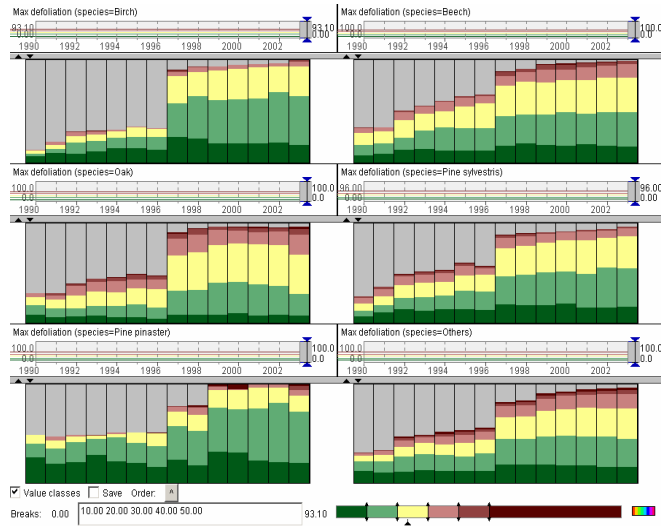 Max defoliation (species=Birch)
93.10 0.0 93.10 0.00
1990 1992 1994 1996 1998 2000 2002
Max defoliation (species=Beech)
100.0 0.0 100.0 0.0
1990 1992 1994 1996 1998 2000 2002
Max defoliation (species=Oak)
100.0 0.0 100.0 0.0
1990 1992 1994 1996 1998 2000 2002
Max defoliation (species=Pine sylvestris)
96.00 0.00 96.00 0.00
1990 1992 1994 1996 1998 2000 2002
Max defoliation (species=Pine pinaster)
100.0 0.0 100.0 0.0
1990 1992 1994 1996 1998 2000 2002
Max defoliation (species=Others)
100.0 0.0 100.0 0.0
1990 1992 1994 1996 1998 2000 2002
Value classes Save Order: ^
Breaks: 0.00 10.00 20.00 30.00 40.00 50.00 93.10